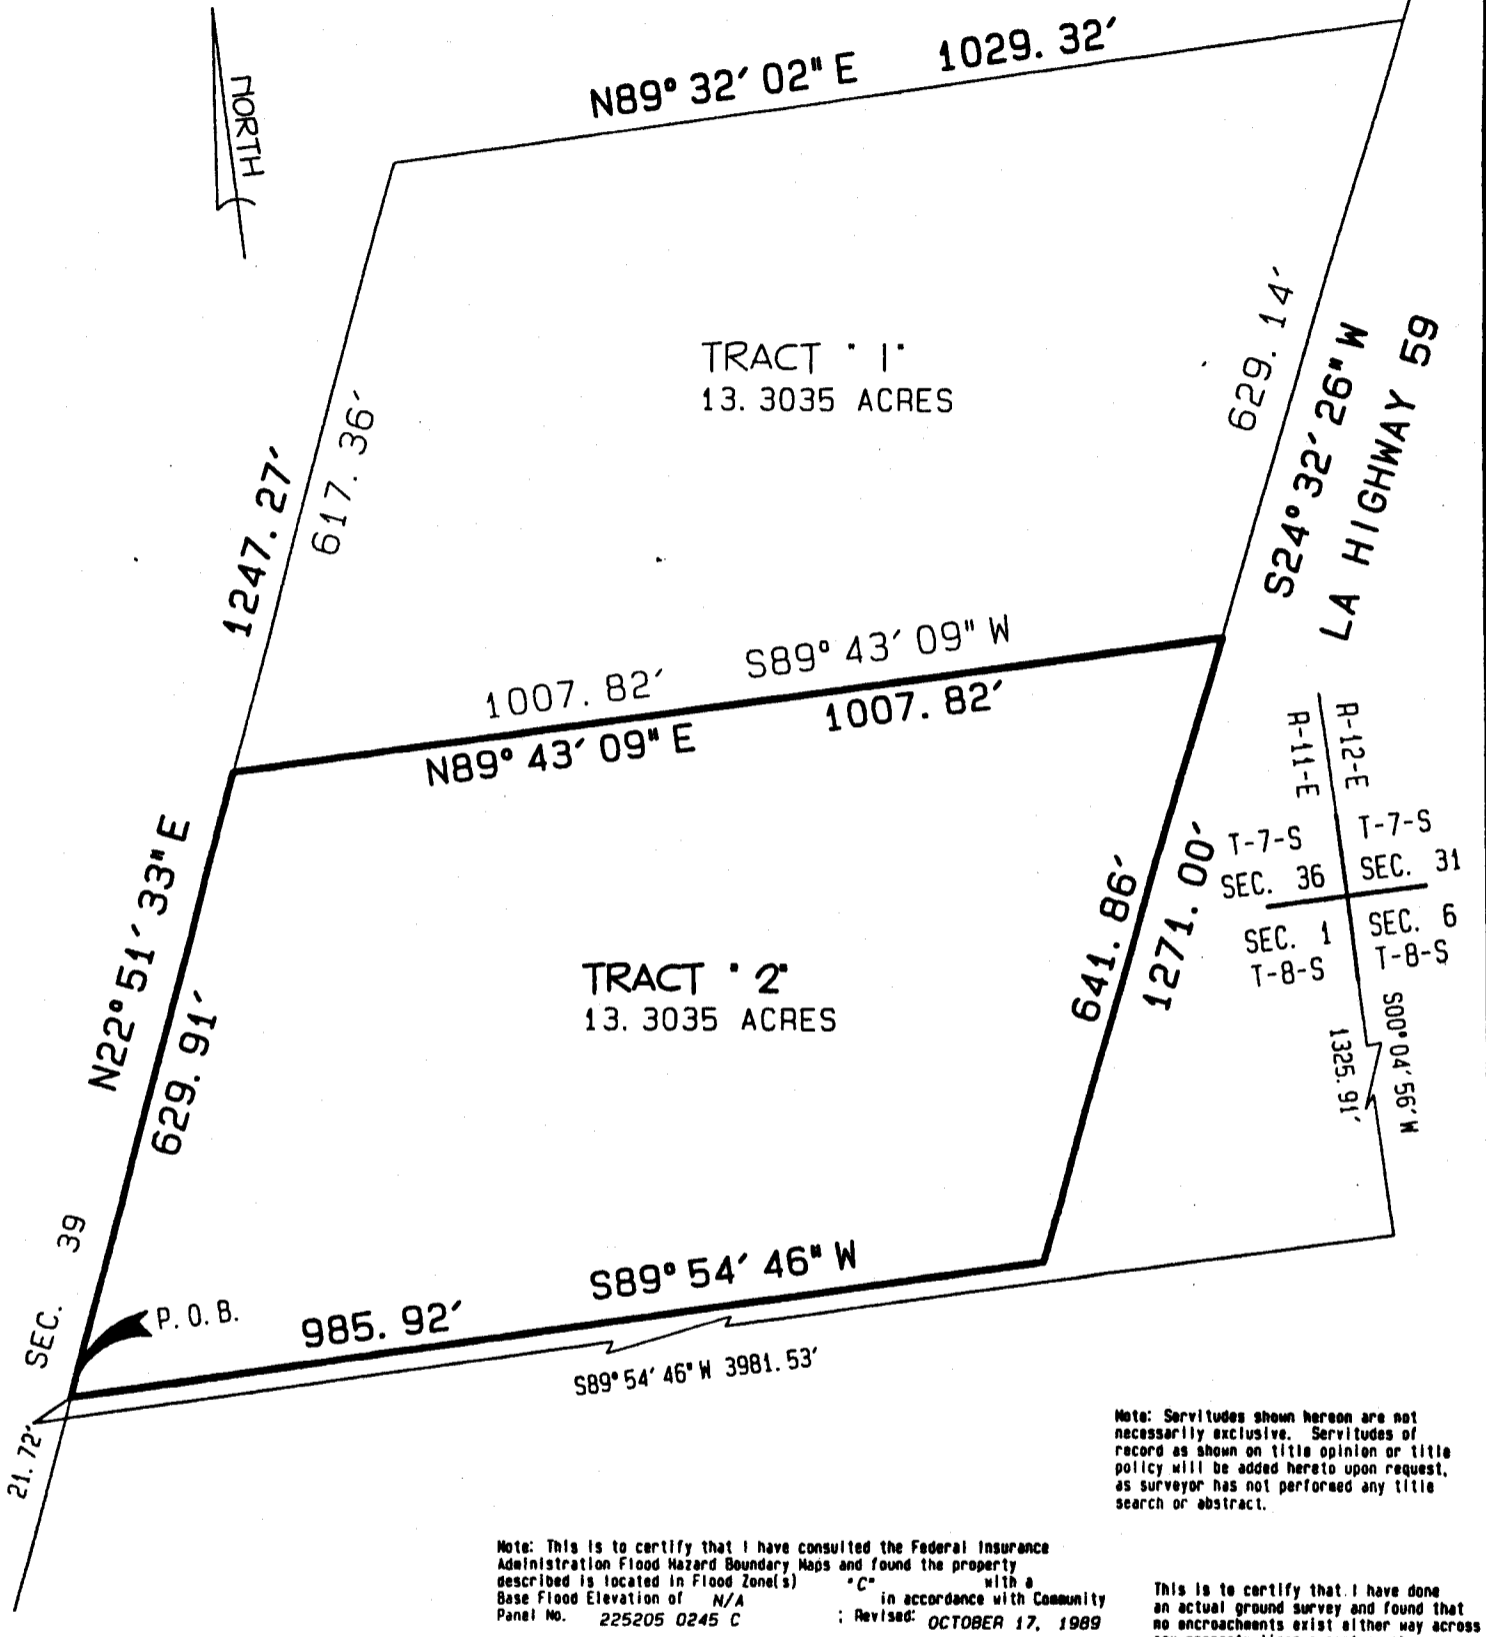 NORTH
N89° 32′ 02" E 1029. 32′
TRACT " 1"
13. 3035 ACRES
629. 14′
S24° 32′ 26" W
LA HIGHWAY 59
1247. 27′
617. 36′
1007. 82′ S89° 43′ 09" W
N89° 43′ 09" E 1007. 82′
R-11-E
R-12-E
T-7-S
SEC. 36
T-7-S
SEC. 31
SEC. 1
T-8-S
SEC. 6
T-8-S
S00° 04′ 56" W
1325. 91′
N22° 51′ 33" E
629. 91′
TRACT " 2"
13. 3035 ACRES
641. 86′
1271. 00′
SEC. 39
P. O. B.
985. 92′ S89° 54′ 46" W
S89° 54′ 46" W 3981. 53′
21. 72′
Note: Servitudes shown hereon are not
necessarily exclusive. Servitudes of
record as shown on title opinion or title
policy will be added hereto upon request,
as surveyor has not performed any title
search or abstract.
Note: This is to certify that I have consulted the Federal Insurance
Administration Flood Hazard Boundary Maps and found the property
described is located in Flood Zone(s) "C" with a
Base Flood Elevation of N/A in accordance with Community
Panel No. 225205 0245 C ; Revised: OCTOBER 17, 1989
This is to certify that I have done
an actual ground survey and found that
no encroachments exist either way across